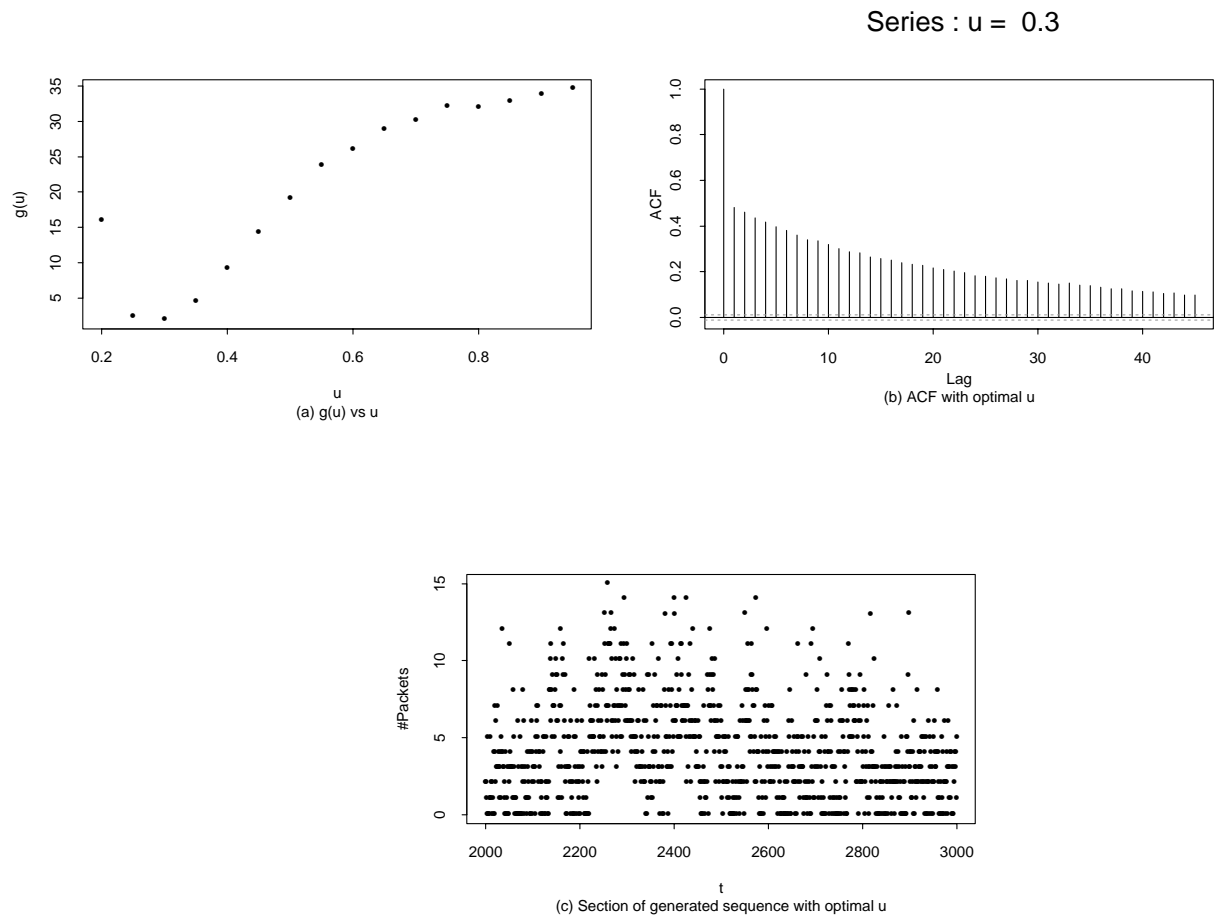 Series : u = 0.3
g(u)
35
30
25
20
15
10
5
0.2 0.4 0.6 0.8
u
(a) g(u) vs u
ACF
1.0
0.8
0.6
0.4
0.2
0.0
0 10 20 30 40
Lag
(b) ACF with optimal u
#Packets
15
10
5
0
2000 2200 2400 2600 2800 3000
t
(c) Section of generated sequence with optimal u